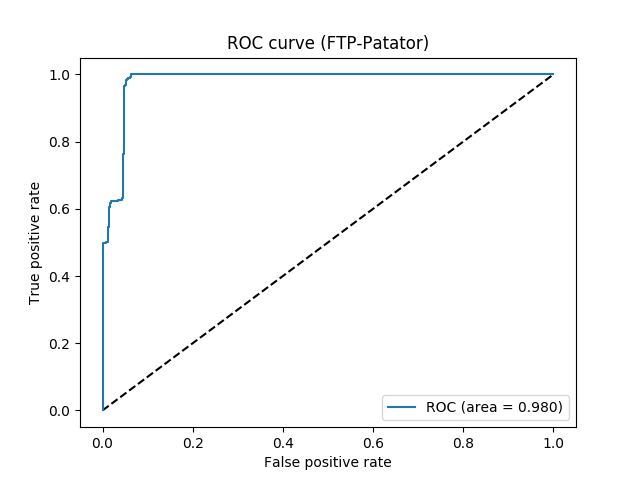 ROC curve (FTP-Patator)
1.0
0.8
0.6
0.4
0.2
0.0
True positive rate
0.0 0.2 0.4 0.6 0.8 1.0
False positive rate
ROC (area = 0.980)